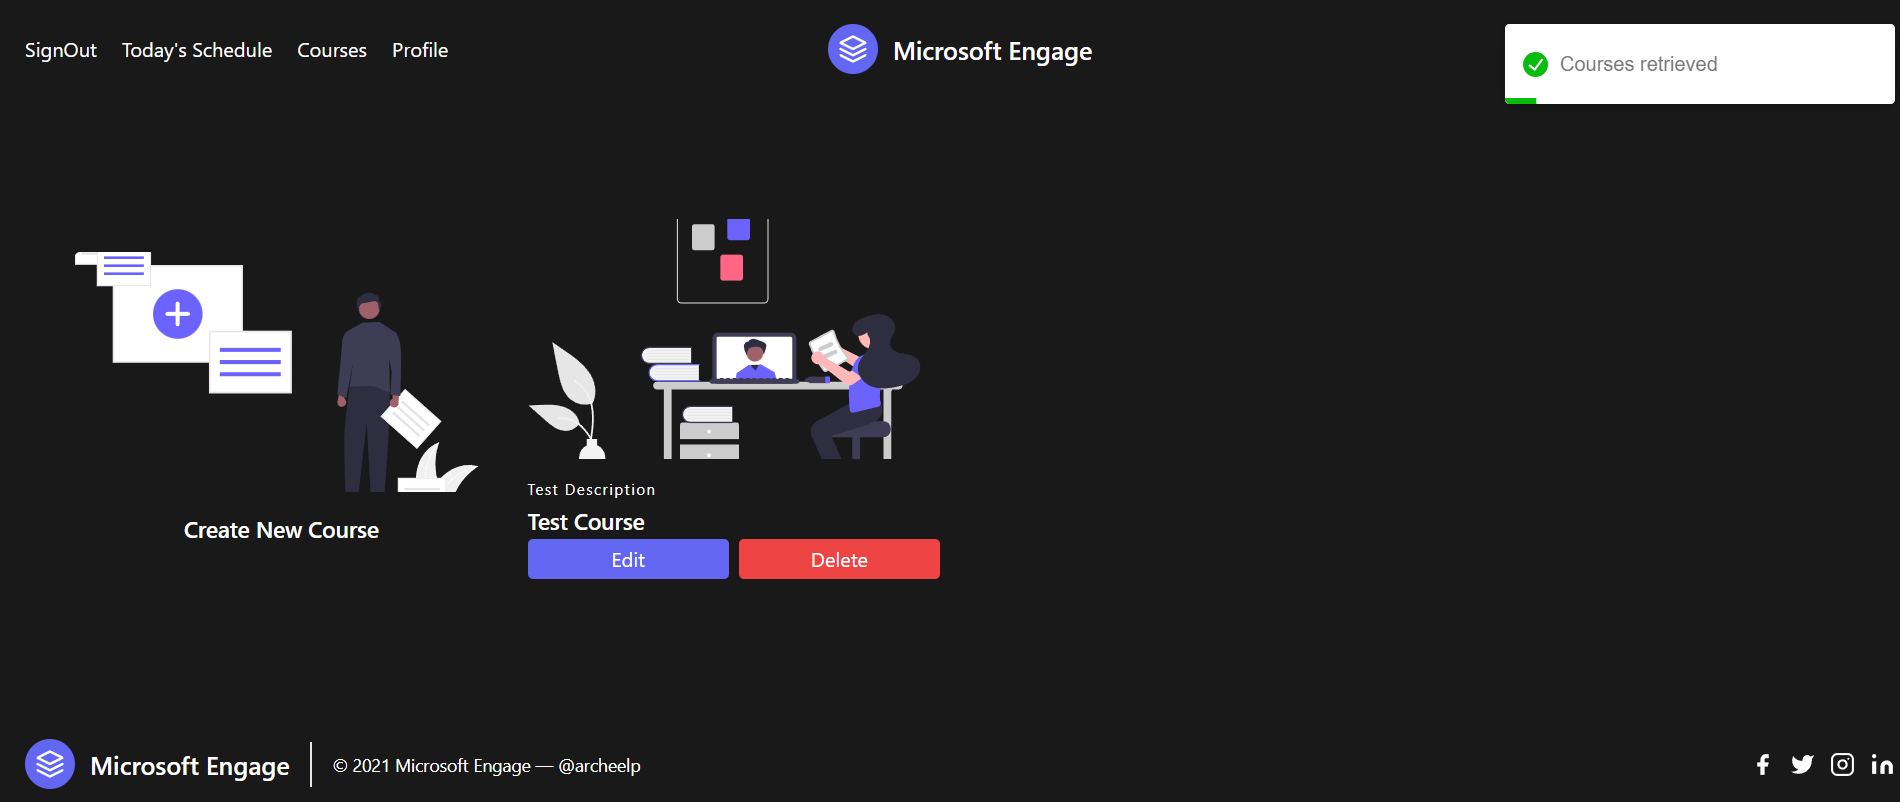 SignOut Today's Schedule Courses Profile
Microsoft Engage
Courses retrieved
Create New Course
Test Description
Test Course
Edit Delete
Microsoft Engage
© 2021 Microsoft Engage — @archeelp